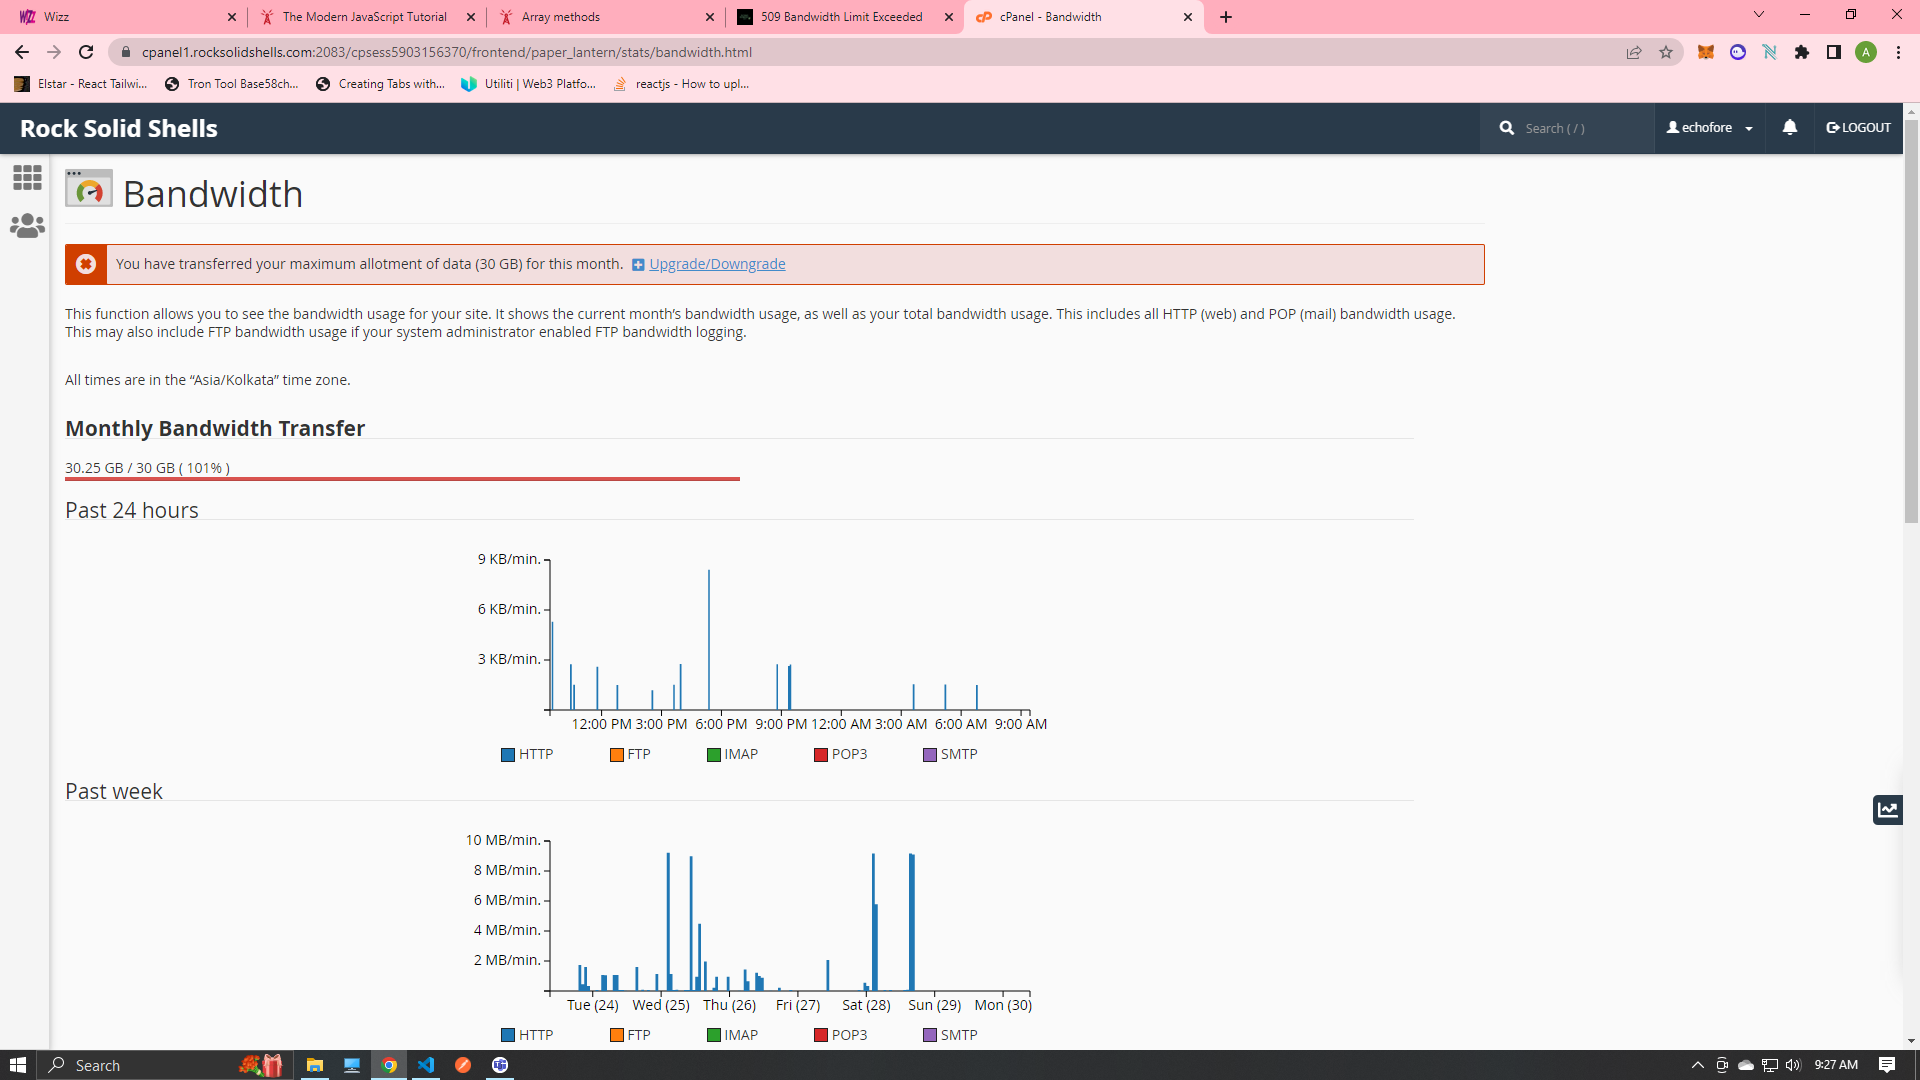 Wizz
The Modern JavaScript Tutorial
Array methods
509 Bandwidth Limit Exceeded
cPanel - Bandwidth
cpanel1.rocksolidshells.com:2083/cpsess5903156370/frontend/paper_lantern/stats/bandwidth.html
A
Elstar - React Tailwi...
Tron Tool Base58ch...
Creating Tabs with...
Utiliti | Web3 Platfo...
reactjs - How to upl...
Rock Solid Shells
Search ( / )
echofore
LOGOUT
Bandwidth
You have transferred your maximum allotment of data (30 GB) for this month. Upgrade/Downgrade
This function allows you to see the bandwidth usage for your site. It shows the current month’s bandwidth usage, as well as your total bandwidth usage. This includes all HTTP (web) and POP (mail) bandwidth usage.
This may also include FTP bandwidth usage if your system administrator enabled FTP bandwidth logging.
All times are in the “Asia/Kolkata” time zone.
Monthly Bandwidth Transfer
30.25 GB / 30 GB ( 101% )
Past 24 hours
9 KB/min.
6 KB/min.
3 KB/min.
12:00 PM 3:00 PM 6:00 PM 9:00 PM 12:00 AM 3:00 AM 6:00 AM 9:00 AM
HTTP FTP IMAP POP3 SMTP
Past week
10 MB/min.
8 MB/min.
6 MB/min.
4 MB/min.
2 MB/min.
Tue (24) Wed (25) Thu (26) Fri (27) Sat (28) Sun (29) Mon (30)
HTTP FTP IMAP POP3 SMTP
Search
9:27 AM